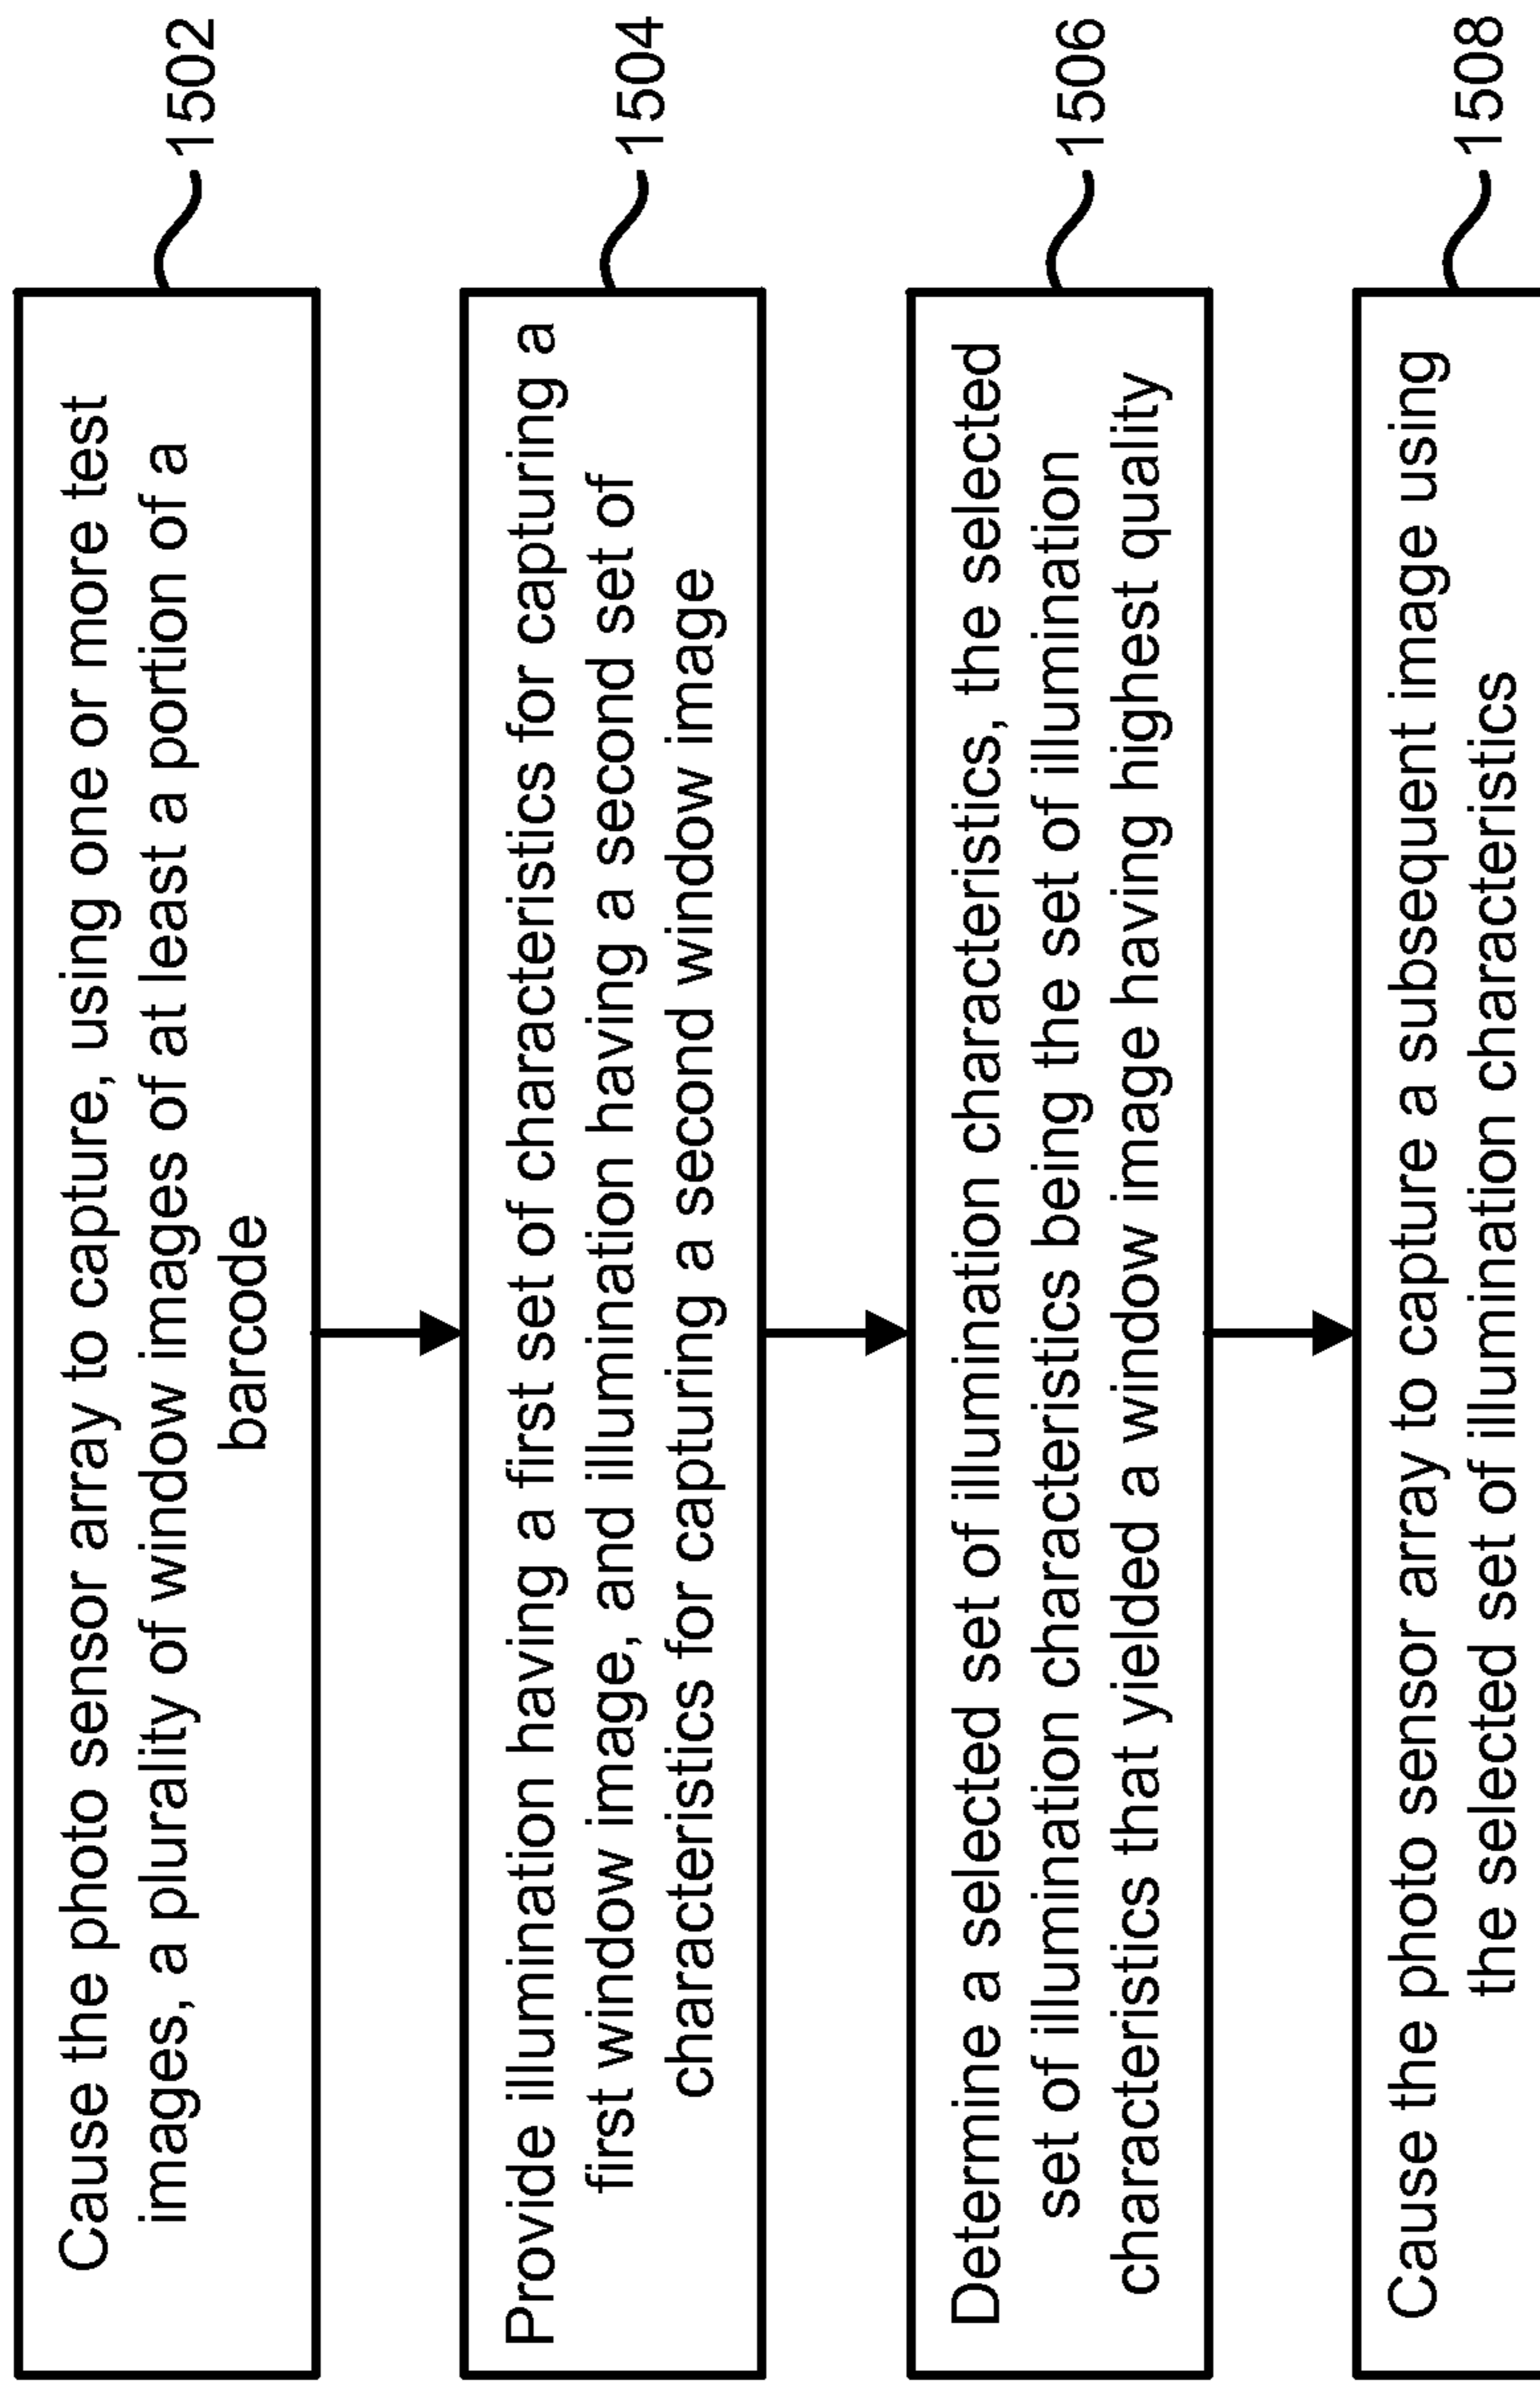 Cause the photo sensor array to capture, using one or more test
images, a plurality of window images of at least a portion of a
barcode
1502
Provide illumination having a first set of characteristics for capturing a
first window image, and illumination having a second set of
characteristics for capturing a second window image
1504
Determine a selected set of illumination characteristics, the selected
set of illumination characteristics being the set of illumination
characteristics that yielded a window image having highest quality
1506
Cause the photo sensor array to capture a subsequent image using
the selected set of illumination characteristics
1508